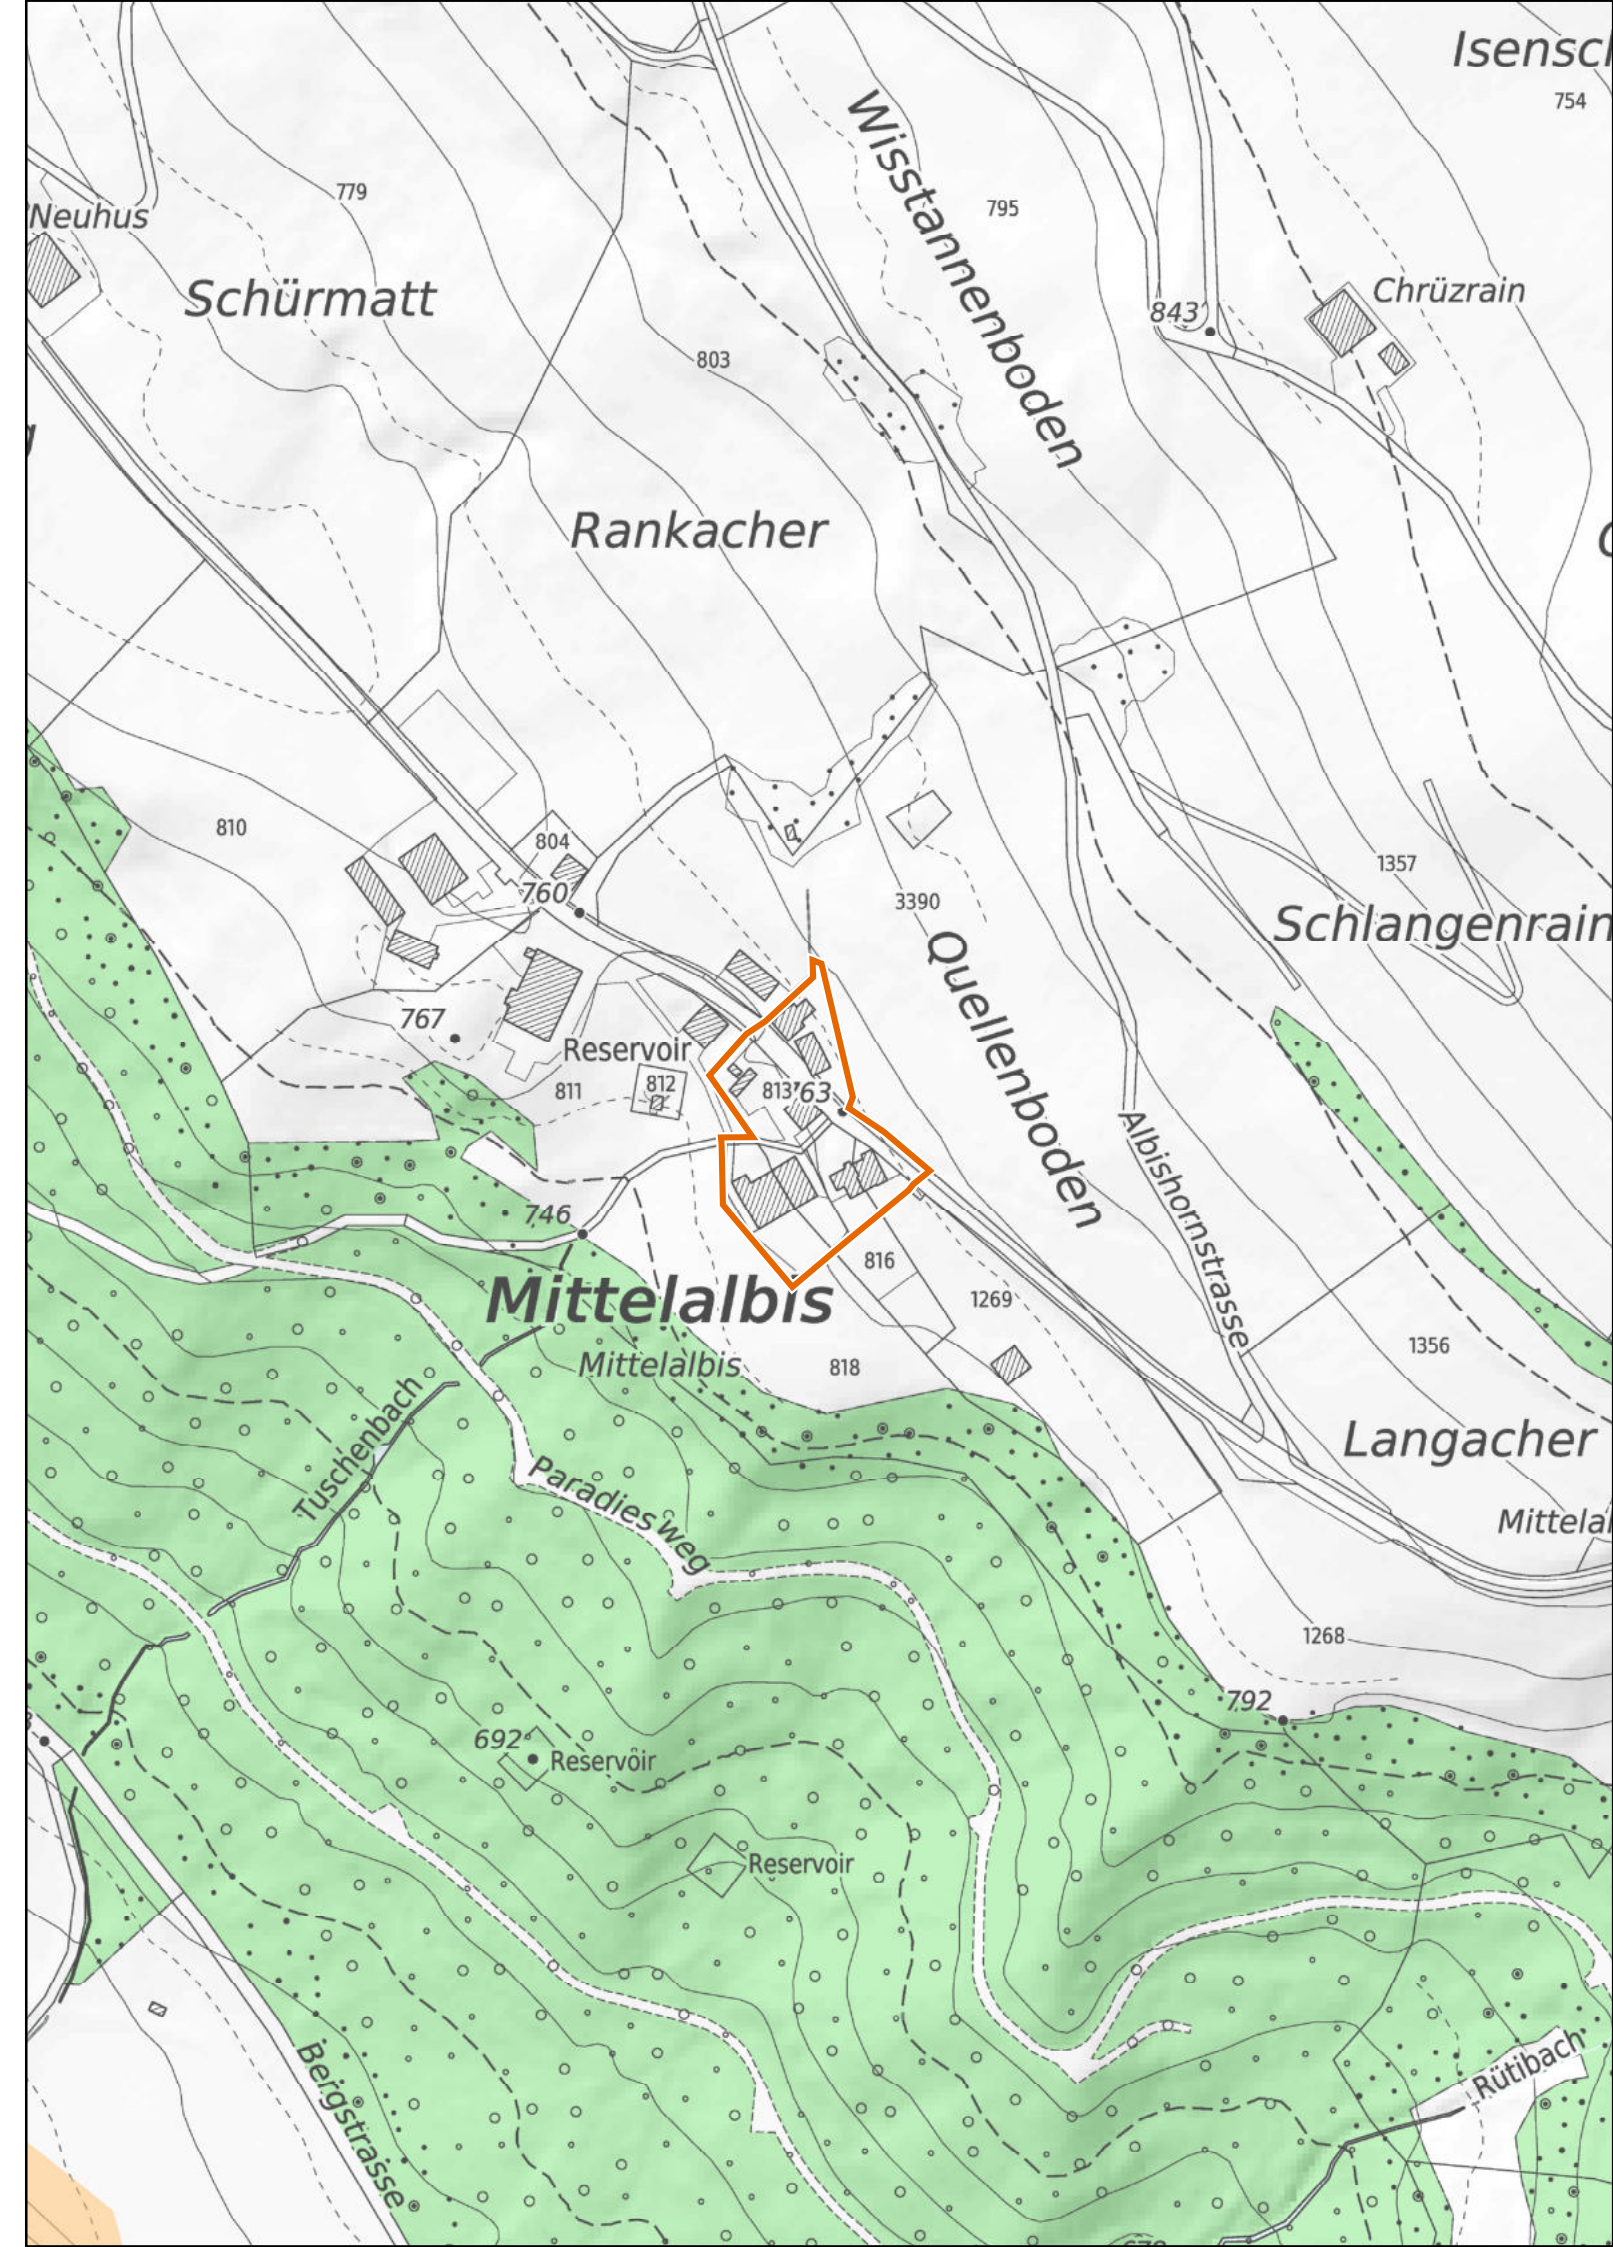 Isensch
754
Wisstannenboden
779
795
Neuhus
Schürmatt
Chrüzrain
843
803
Rankacher
810
804
1357
760
3390
Schlangenrain
767
Quellenboden
Reservoir
811
812
813
763
Albishornstrasse
746
816
Mittelalbis
1269
Mittelalbis
818
1356
Tuschenbach
Langacher
Paradiesweg
Mittelal
1268
792
692
Reservoir
Reservoir
Bergstrasse
Rütibach